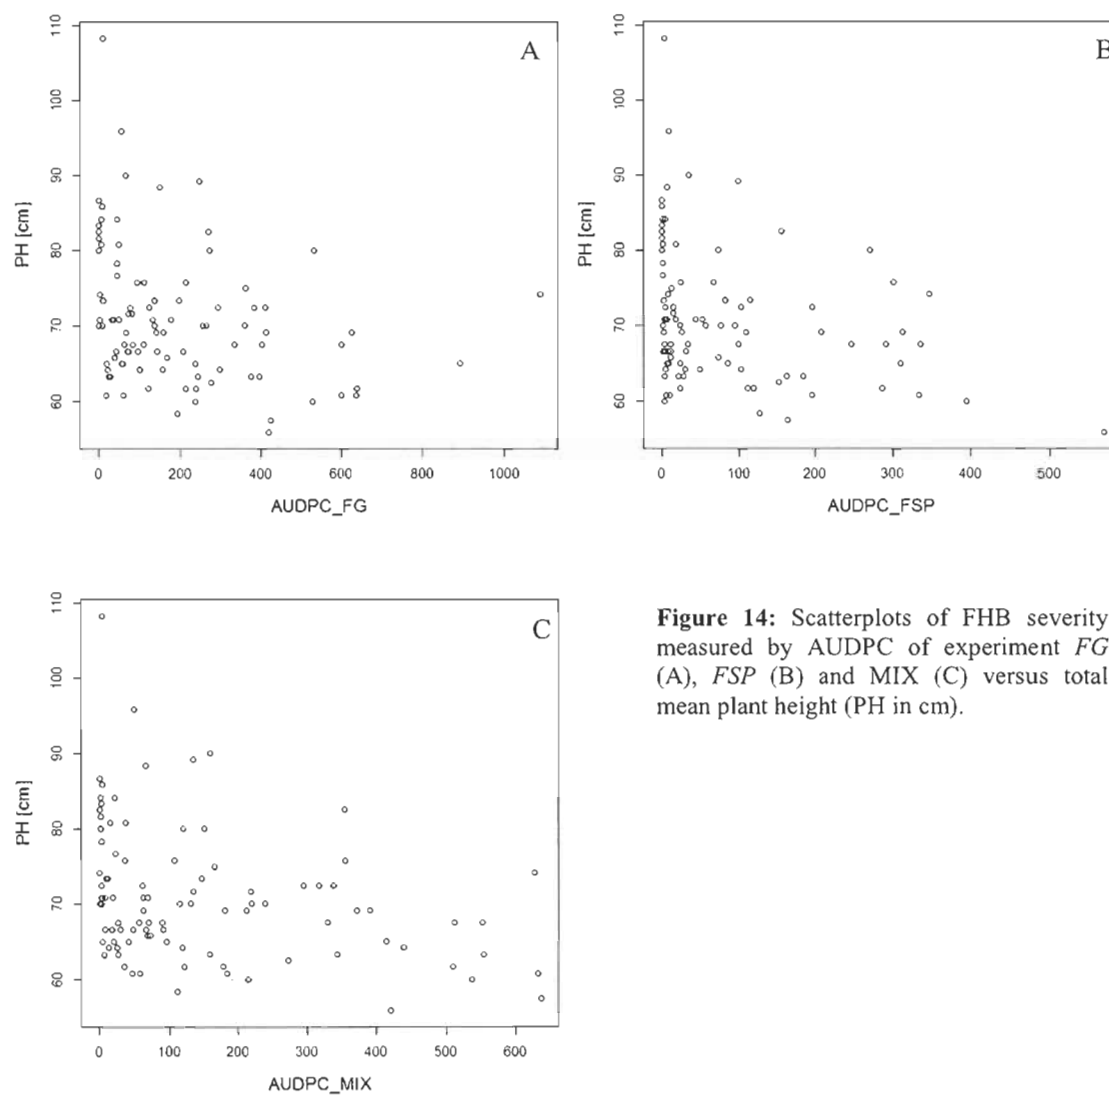 A
PH [cm]
110
100
90
80
70
60
0 200 400 600 800 1000
AUDPC_FG
B
PH [cm]
110
100
90
80
70
60
0 100 200 300 400 500
AUDPC_FSP
C
PH [cm]
110
100
90
80
70
60
0 100 200 300 400 500 600
AUDPC_MIX
Figure 14: Scatterplots of FHB severity
measured by AUDPC of experiment FG
(A), FSP (B) and MIX (C) versus total
mean plant height (PH in cm).